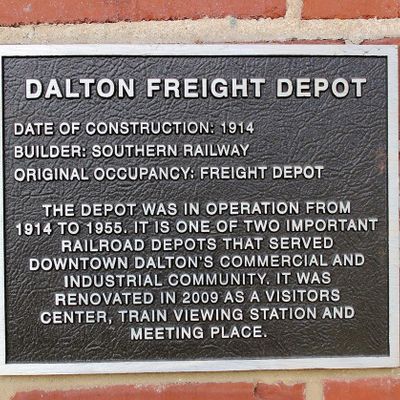 DALTON FREIGHT DEPOT
DATE OF CONSTRUCTION: 1914
BUILDER: SOUTHERN RAILWAY
ORIGINAL OCCUPANCY: FREIGHT DEPOT
THE DEPOT WAS IN OPERATION FROM
1914 TO 1955. IT IS ONE OF TWO IMPORTANT
RAILROAD DEPOTS THAT SERVED
DOWNTOWN DALTON'S COMMERCIAL AND
INDUSTRIAL COMMUNITY. IT WAS
RENOVATED IN 2009 AS A VISITORS
CENTER, TRAIN VIEWING STATION AND
MEETING PLACE.